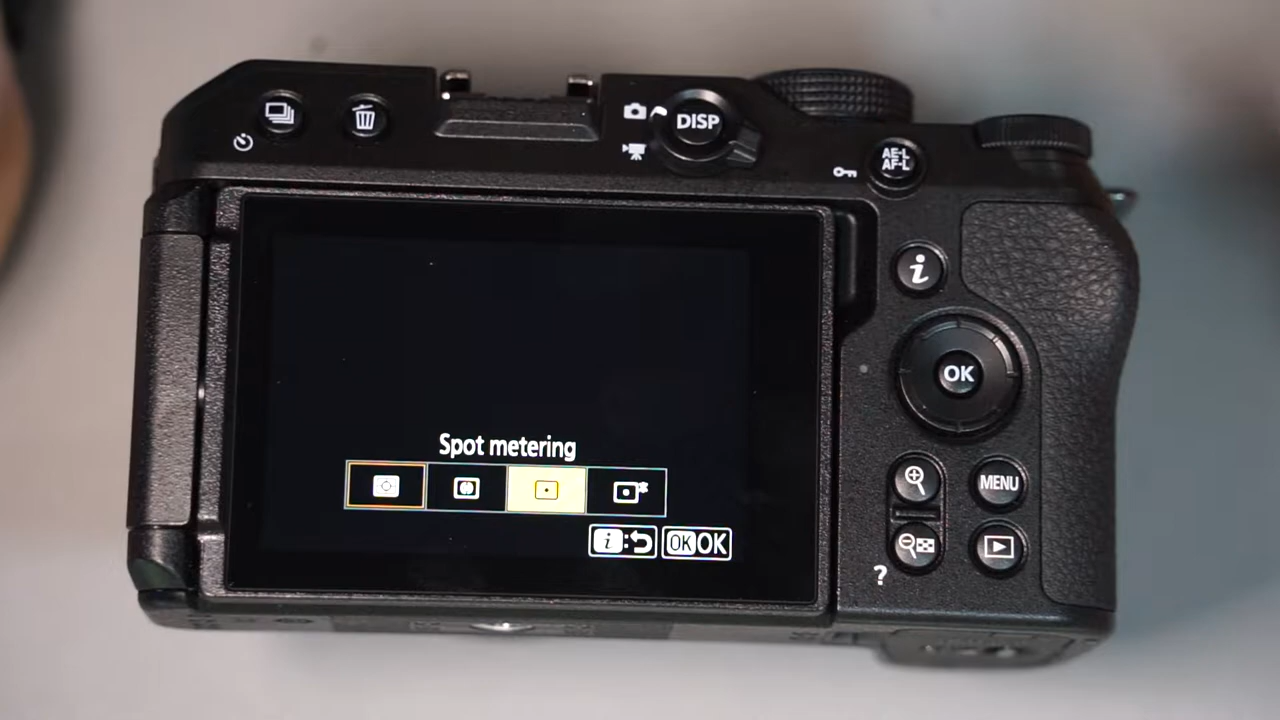 DISP
AE-L
AF-L
i
OK
MENU
?
Spot metering
i:
OK OK